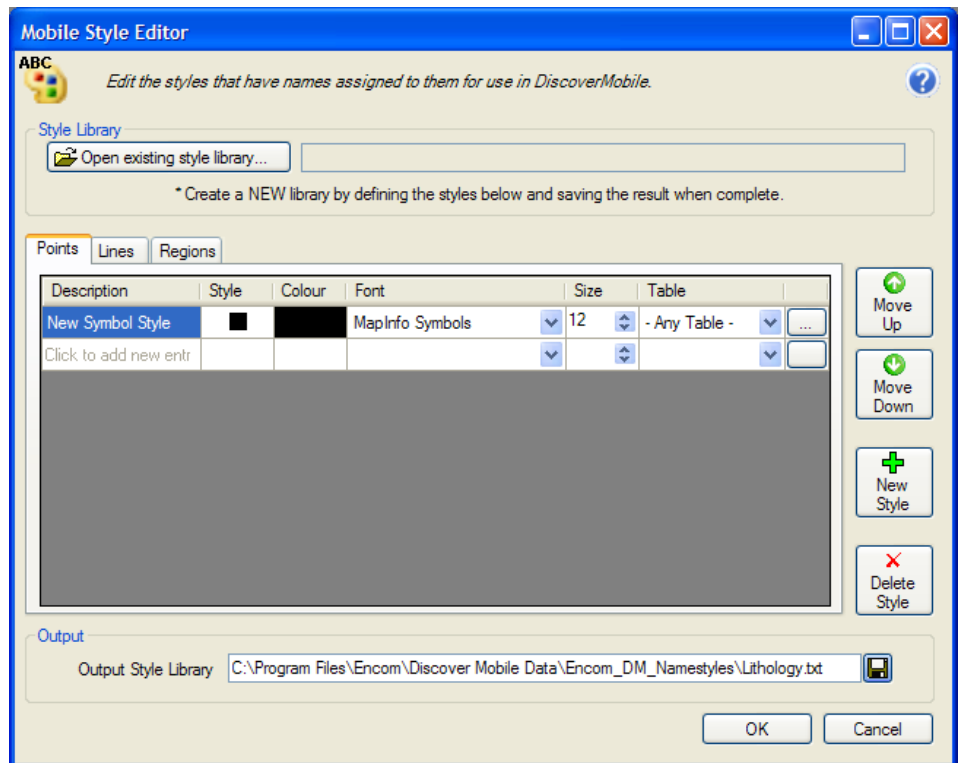 Mobile Style Editor
ABC
Edit the styles that have names assigned to them for use in DiscoverMobile.
?
Style Library
Open existing style library...
* Create a NEW library by defining the styles below and saving the result when complete.
Points Lines Regions
Description Style Colour Font Size Table
New Symbol Style MapInfo Symbols 12 - Any Table - ...
Click to add new entr
Move Up
Move Down
New Style
Delete Style
Output
Output Style Library C:\Program Files\Encom\Discover Mobile Data\Encom_DM_Namestyles\Lithology.txt
OK Cancel